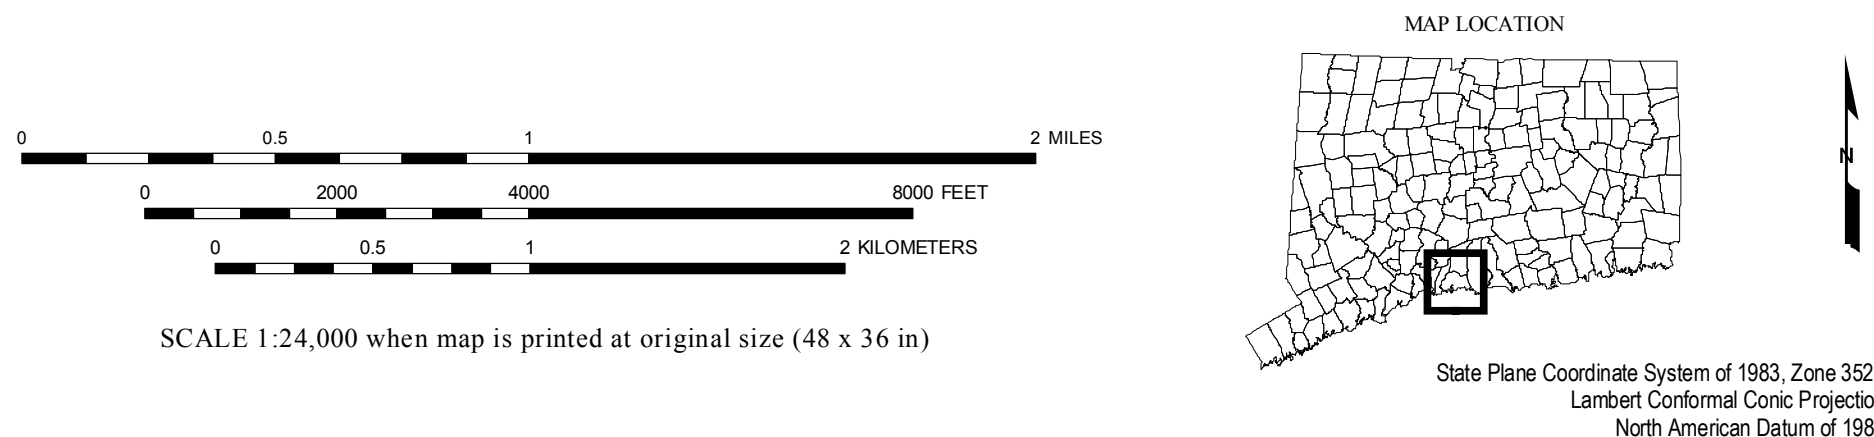 0 0.5 1 2 MILES
0 2000 4000 8000 FEET
0 0.5 1 2 KILOMETERS
SCALE 1:24,000 when map is printed at original size (48 x 36 in)
MAP LOCATION
N
State Plane Coordinate System of 1983, Zone 352
Lambert Conformal Conic Projectio
North American Datum of 198